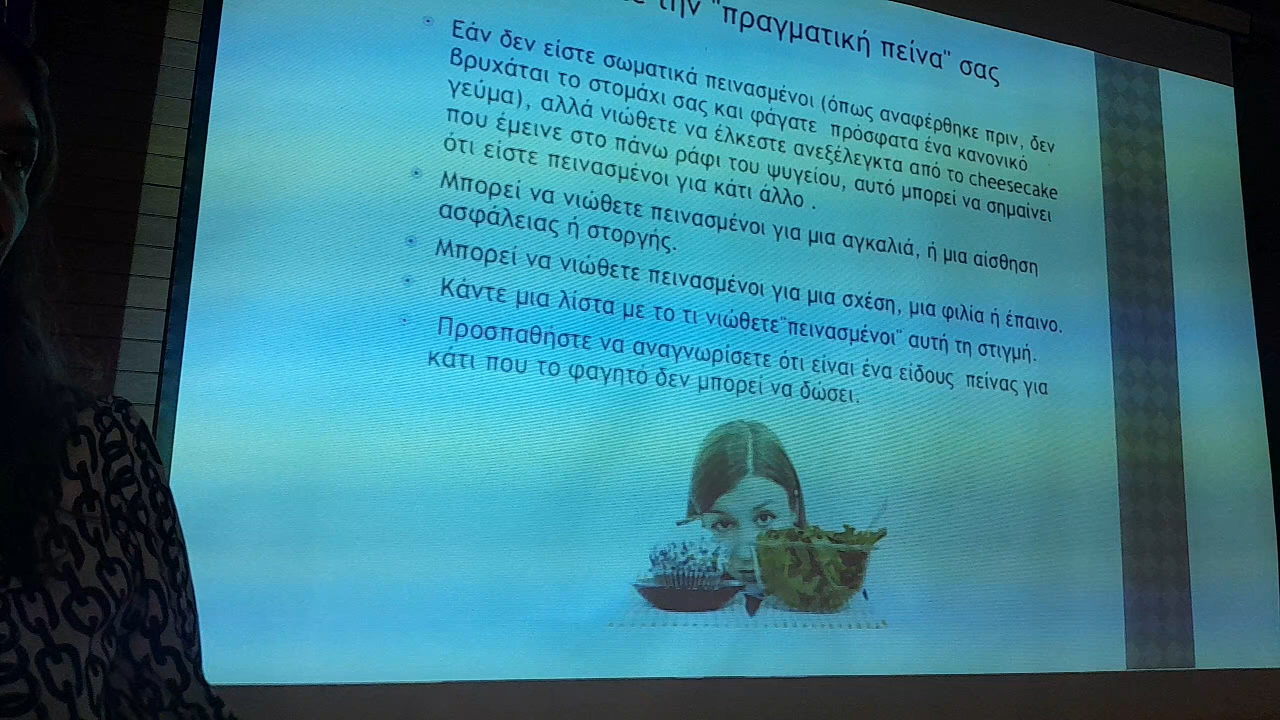 την "πραγματική πείνα" σας
Εάν δεν είστε σωματικά πεινασμένοι (όπως αναφέρθηκε πριν, δεν
βρυχάται το στομάχι σας και φάγατε πρόσφατα ένα κανονικό
γεύμα), αλλά νιώθετε να έλκεστε ανεξέλεγκτα από το cheesecake
που έμεινε στο πάνω ράφι του ψυγείου, αυτό μπορεί να σημαίνει
ότι είστε πεινασμένοι για κάτι άλλο .
Μπορεί να νιώθετε πεινασμένοι για μια αγκαλιά, ή μια αίσθηση
ασφάλειας ή στοργής.
Μπορεί να νιώθετε πεινασμένοι για μια σχέση, μια φιλία ή έπαινο.
Κάντε μια λίστα με το τι νιώθετε¨πεινασμένοι¨ αυτή τη στιγμή.
Προσπαθήστε να αναγνωρίσετε ότι είναι ένα είδους πείνας για
κάτι που το φαγητό δεν μπορεί να δώσει.